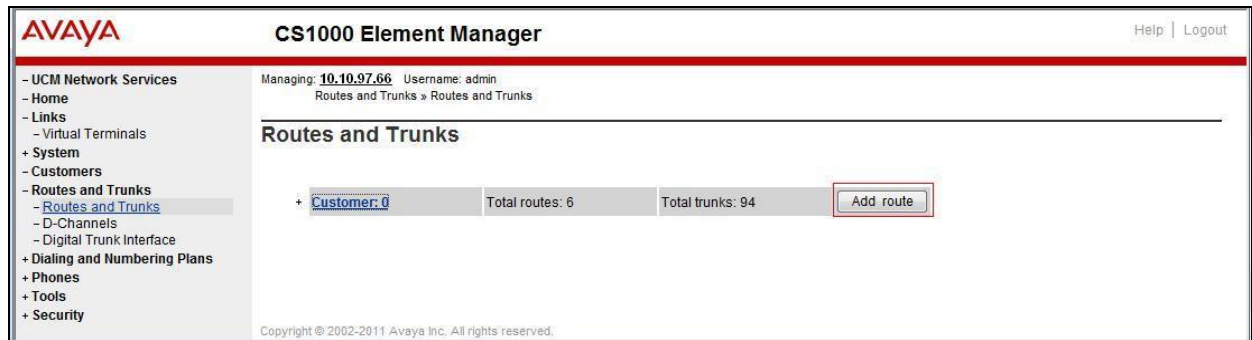 AVAYA
CS1000 Element Manager
Help | Logout
- UCM Network Services
- Home
- Links
- Virtual Terminals
+ System
- Customers
- Routes and Trunks
- Routes and Trunks
- D-Channels
- Digital Trunk Interface
+ Dialing and Numbering Plans
+ Phones
+ Tools
+ Security
Managing: 10.10.97.66 Username: admin
Routes and Trunks » Routes and Trunks
Routes and Trunks
+ Customer: 0 Total routes: 6 Total trunks: 94 Add route
Copyright © 2002-2011 Avaya Inc. All rights reserved.